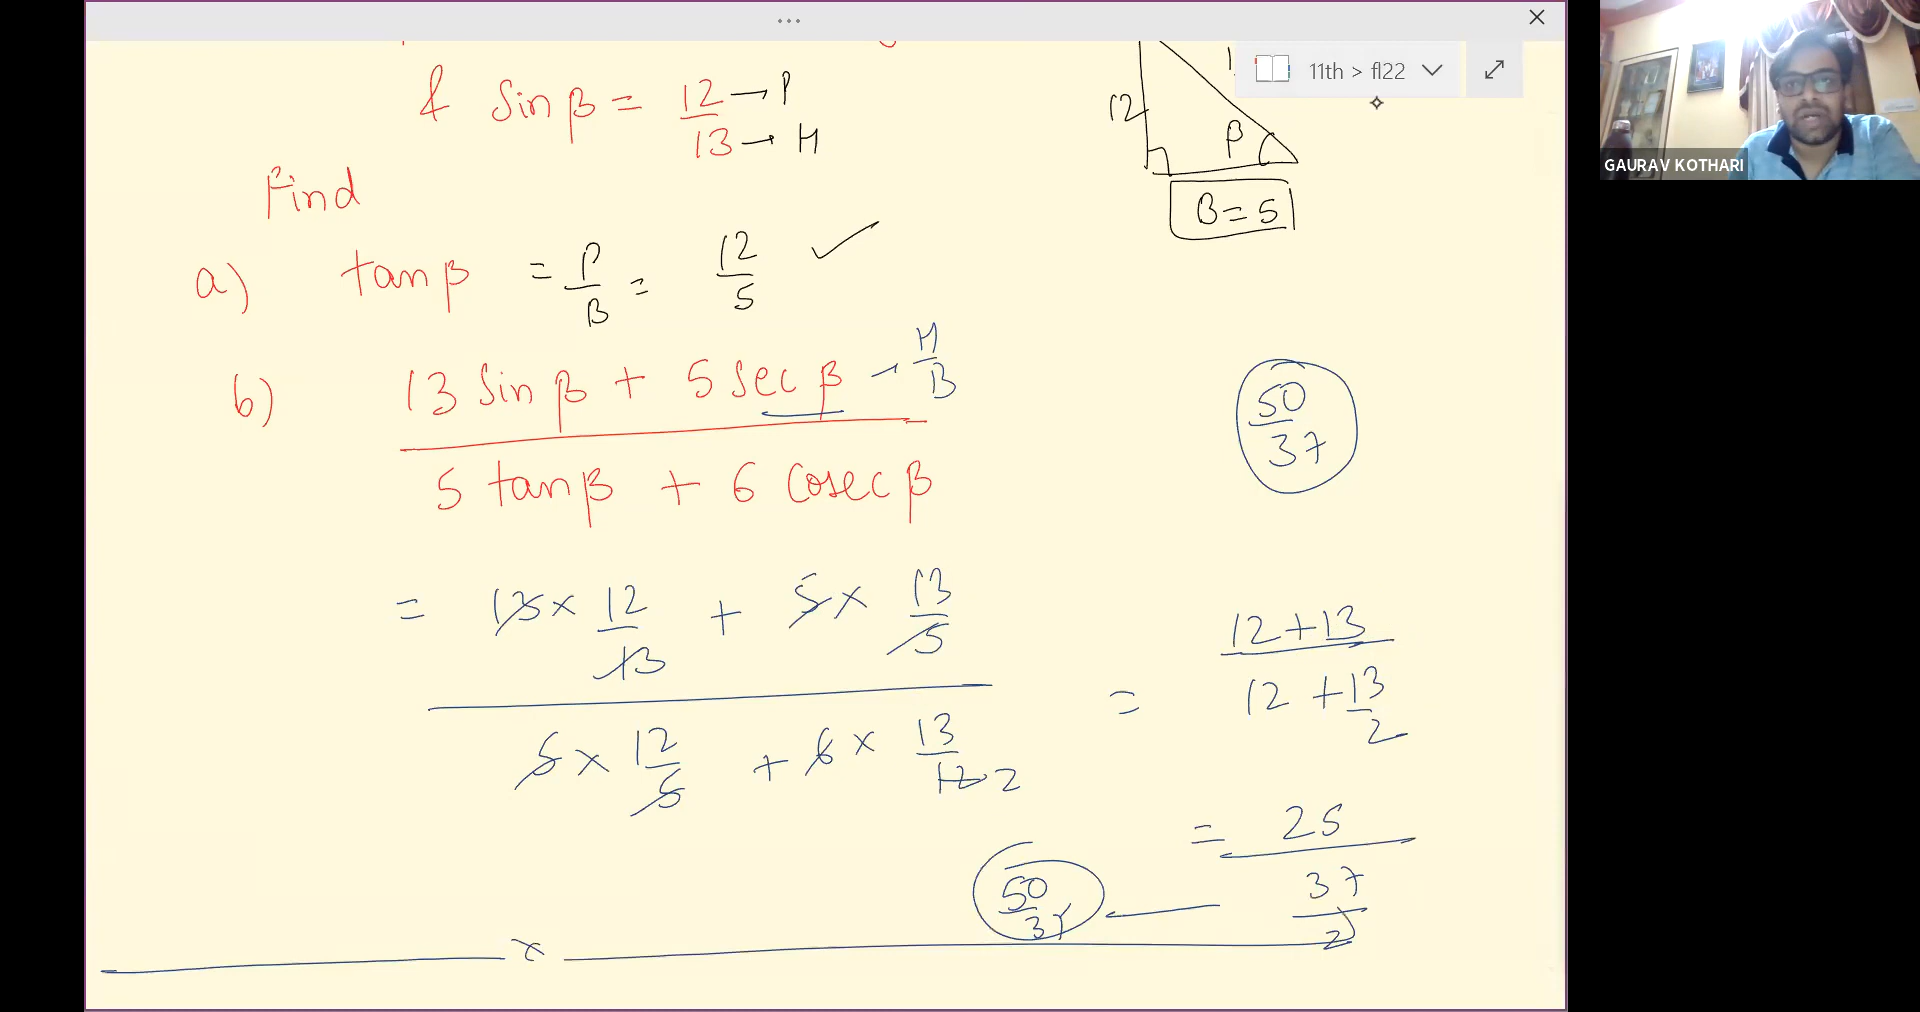 ...
11th > fl22
GAURAV KOTHARI
& Sin β = 12/13
→ P
→ H
12
β
B = 5
Find
a) tan β = P/B = 12/5 ✓
b) (13 Sin β + 5 Sec β) / (5 tan β + 6 Cosec β)
→ H/B
50/37
= (13 × 12/13 + 5 × 13/5) / (5 × 12/5 + 6 × 13/12 2)
= (12 + 13) / (12 + 13/2)
= 25 / (37/2)
50/37
x